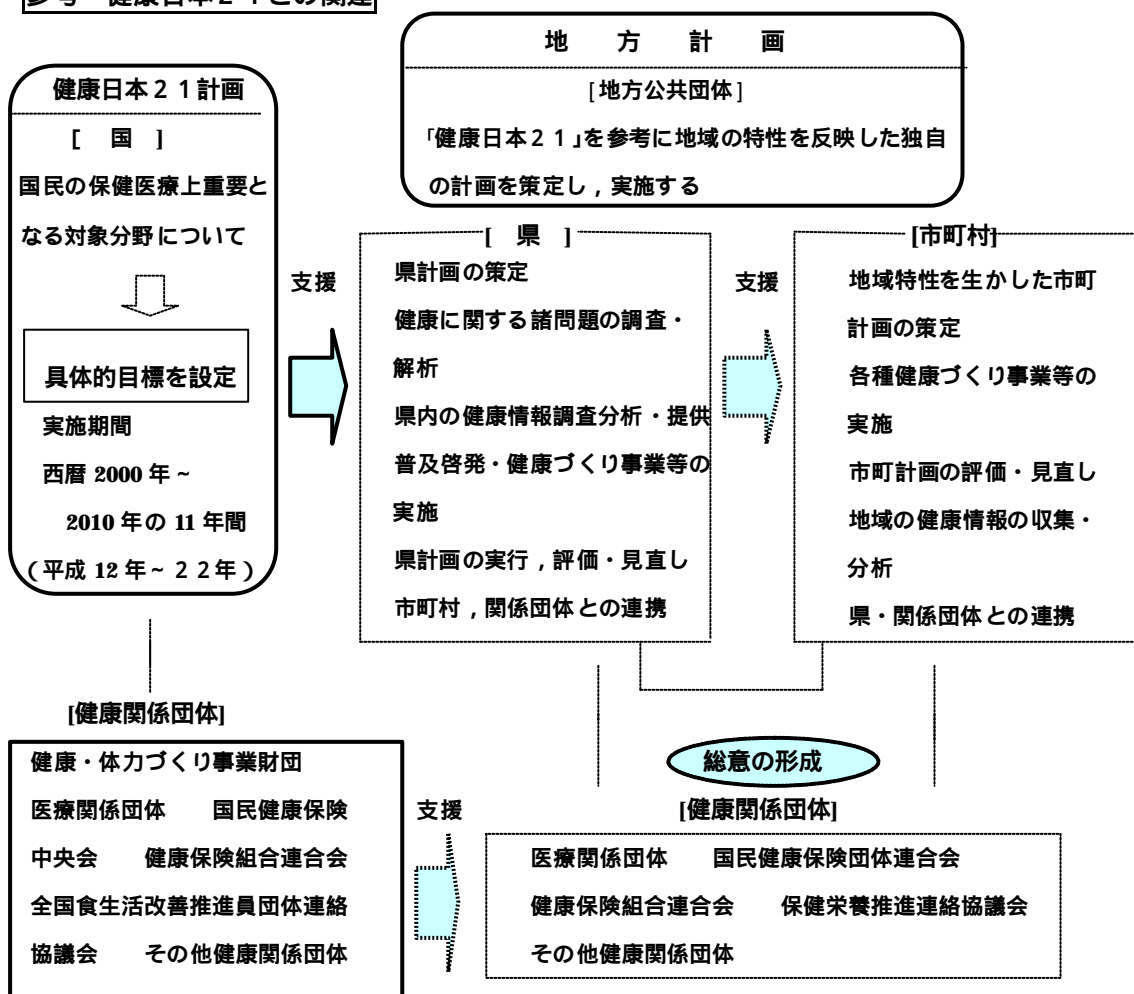 参考 健康日本２１との関連
地 方 計 画
[地方公共団体]
「健康日本２１」を参考に地域の特性を反映した独自
の計画を策定し，実施する
健康日本２１計画
[ 国 ]
国民の保健医療上重要と
なる対象分野について
具体的目標を設定
実施期間
西暦 2000 年～
2010 年の 11 年間
（平成 12 年～２２年）
支援
[ 県 ]
県計画の策定
健康に関する諸問題の調査・
解析
県内の健康情報調査分析・提供
普及啓発・健康づくり事業等の
実施
県計画の実行，評価・見直し
市町村，関係団体との連携
支援
[市町村]
地域特性を生かした市町
計画の策定
各種健康づくり事業等の
実施
市町計画の評価・見直し
地域の健康情報の収集・
分析
県・関係団体との連携
[健康関係団体]
健康・体力づくり事業財団
医療関係団体 国民健康保険
中央会 健康保険組合連合会
全国食生活改善推進員団体連絡
協議会 その他健康関係団体
支援
総意の形成
[健康関係団体]
医療関係団体 国民健康保険団体連合会
健康保険組合連合会 保健栄養推進連絡協議会
その他健康関係団体